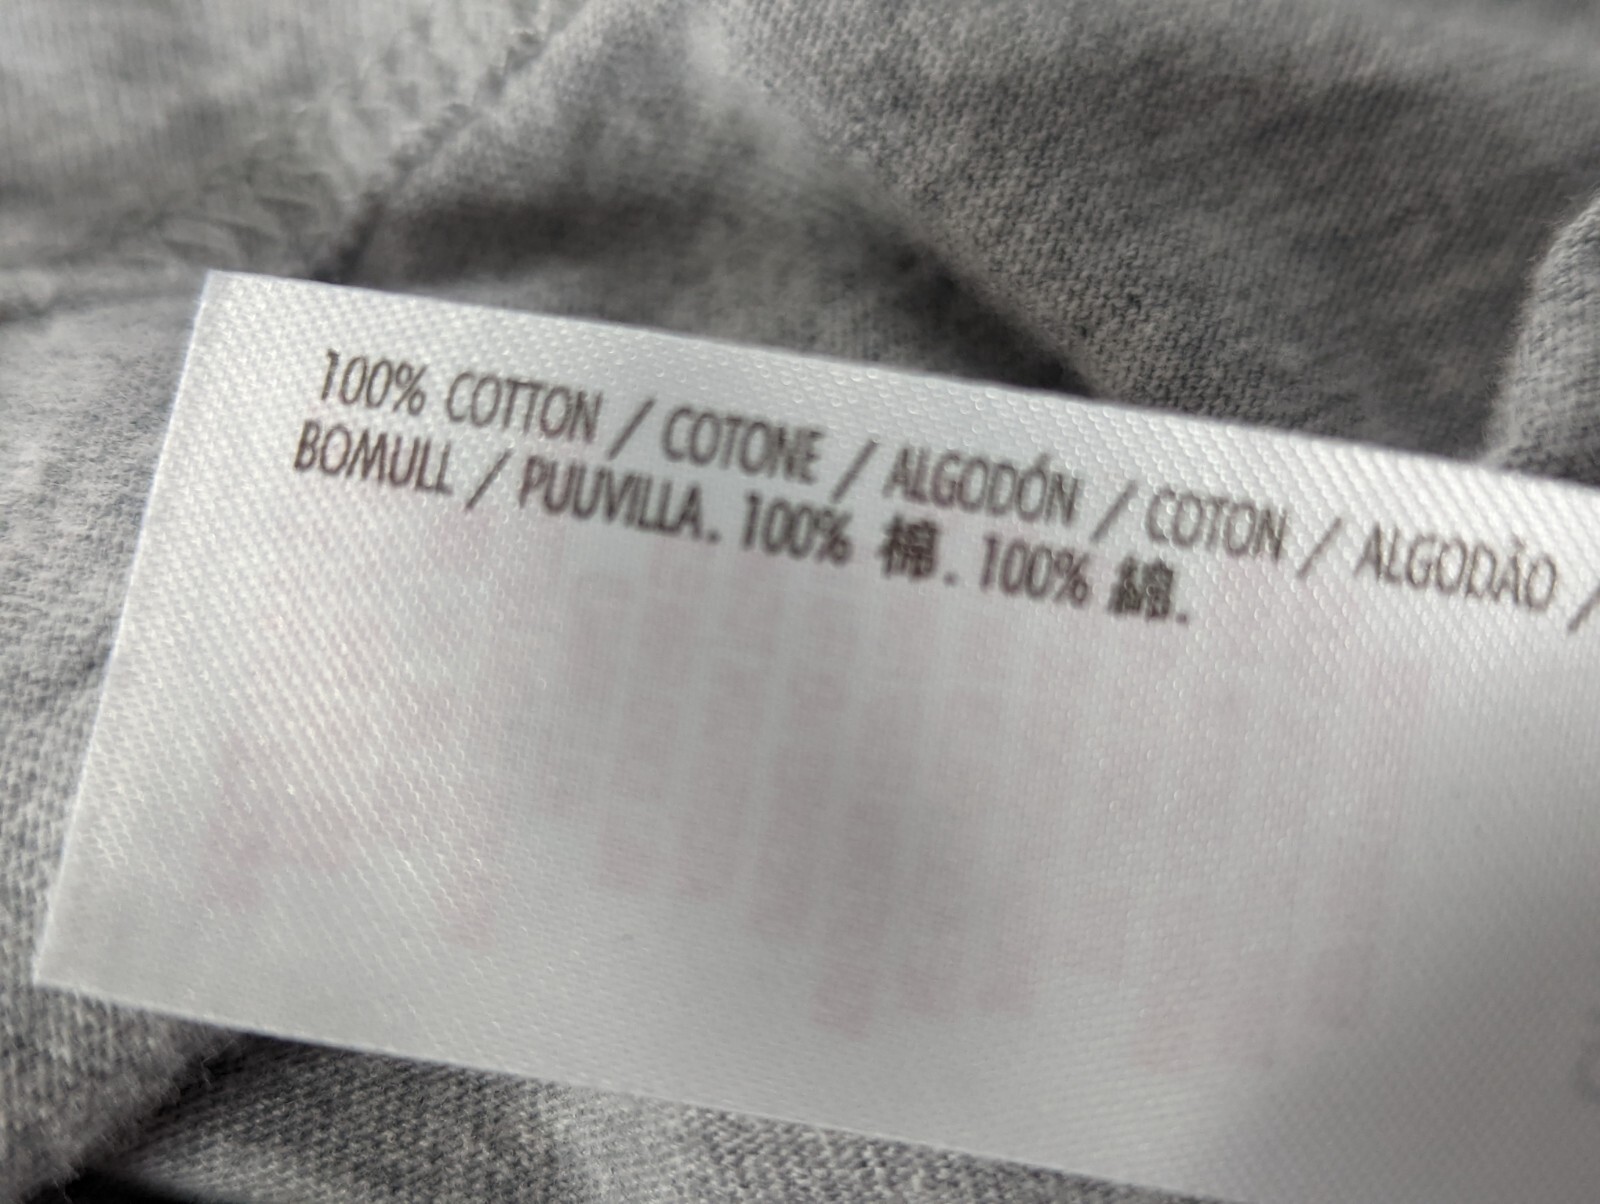 100% COTTON / COTONE / ALGODÓN / COTON / ALGODÃO /
BOMULL / PUUVILLA. 100% 棉. 100% 綿.